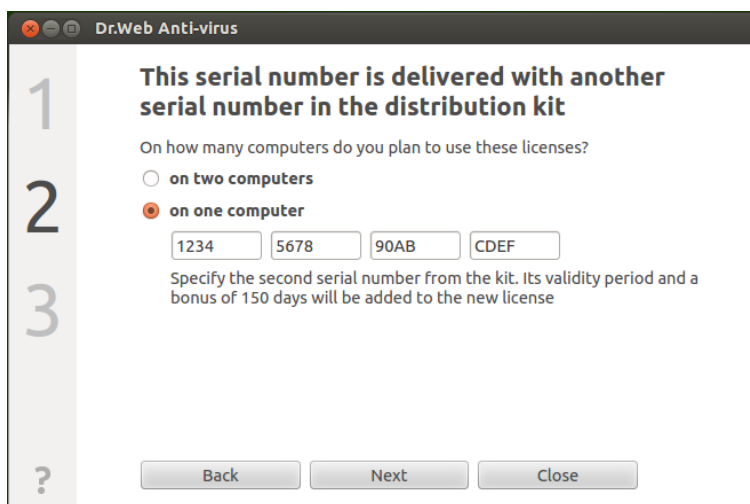 Dr.Web Anti-virus
1
2
3
?
This serial number is delivered with another
serial number in the distribution kit
On how many computers do you plan to use these licenses?
on two computers
on one computer
1234 5678 90AB CDEF
Specify the second serial number from the kit. Its validity period and a
bonus of 150 days will be added to the new license
Back Next Close